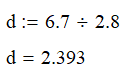 d := 6.7 ÷ 2.8
d = 2.393